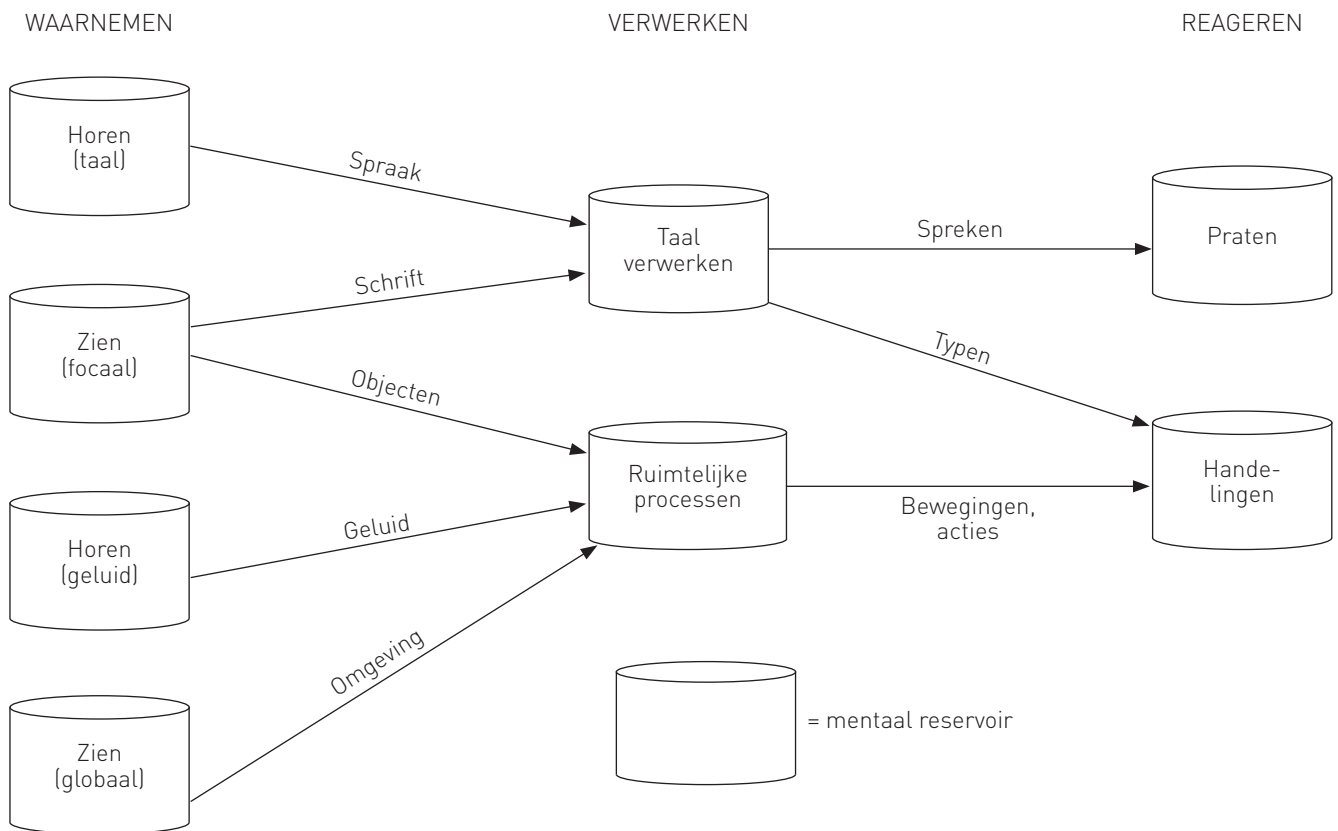 WAARNEMEN
VERWERKEN
REAGEREN
Horen
(taal)
Spraak
Taal
verwerken
Spreken
Praten
Schrift
Zien
(focaal)
Typen
Objecten
Ruimtelijke
processen
Hande-
lingen
Bewegingen,
acties
Horen
(geluid)
Geluid
Omgeving
Zien
(globaal)
= mentaal reservoir